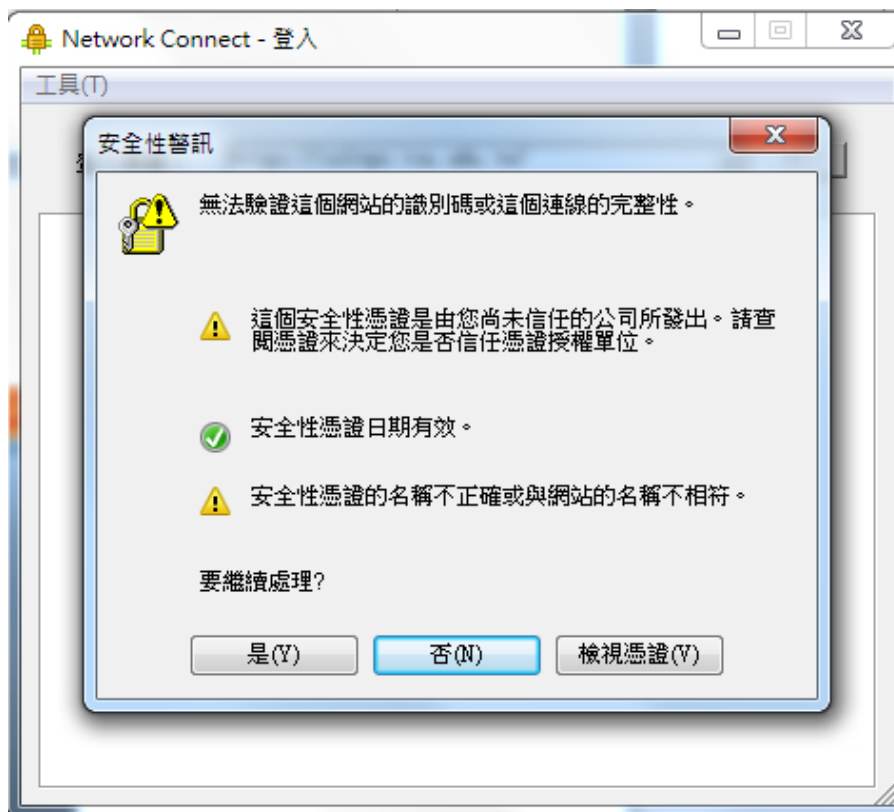 Network Connect - 登入
工具(T)
安全性警訊
無法驗證這個網站的識別碼或這個連線的完整性。
這個安全性憑證是由您尚未信任的公司所發出。請查
閱憑證來決定您是否信任憑證授權單位。
安全性憑證日期有效。
安全性憑證的名稱不正確或與網站的名稱不相符。
要繼續處理?
是(Y)
否(N)
檢視憑證(V)